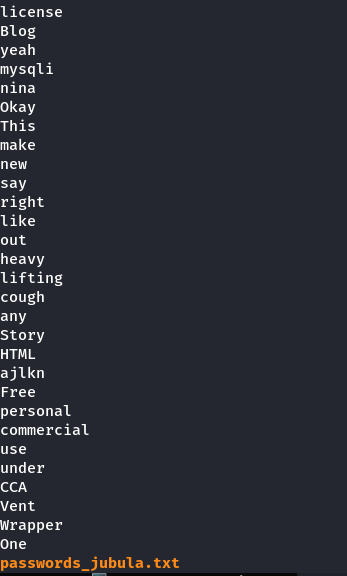 license
Blog
yeah
mysqli
nina
Okay
This
make
new
say
right
like
out
heavy
lifting
cough
any
Story
HTML
ajlkn
Free
personal
commercial
use
under
CCA
Vent
Wrapper
One
passwords_jubula.txt